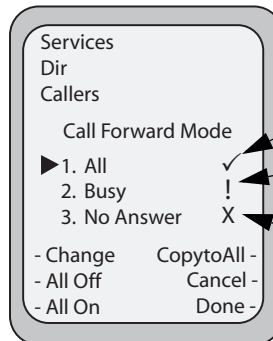 Services
Dir
Callers
Call Forward Mode
1. All ✓
2. Busy !
3. No Answer X
- Change CopytoAll -
- All Off Cancel -
- All On Done -